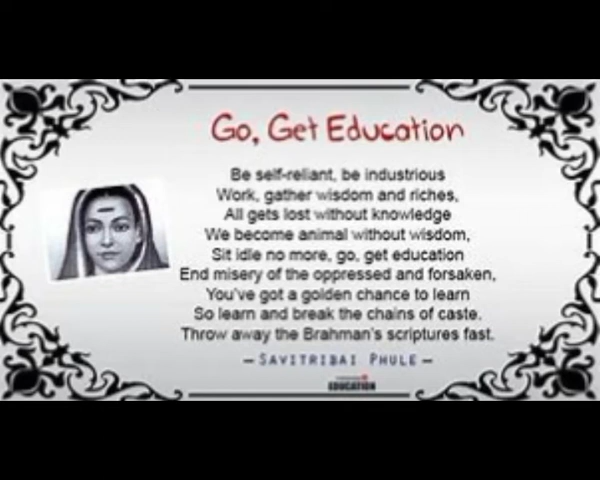 Go, Get Education
Be self-reliant, be industrious
Work, gather wisdom and riches,
All gets lost without knowledge
We become animal without wisdom,
Sit idle no more, go, get education
End misery of the oppressed and forsaken,
You've got a golden chance to learn
So learn and break the chains of caste.
Throw away the Brahman's scriptures fast.
– SAVITRIBAI PHULE –
EDUCATION